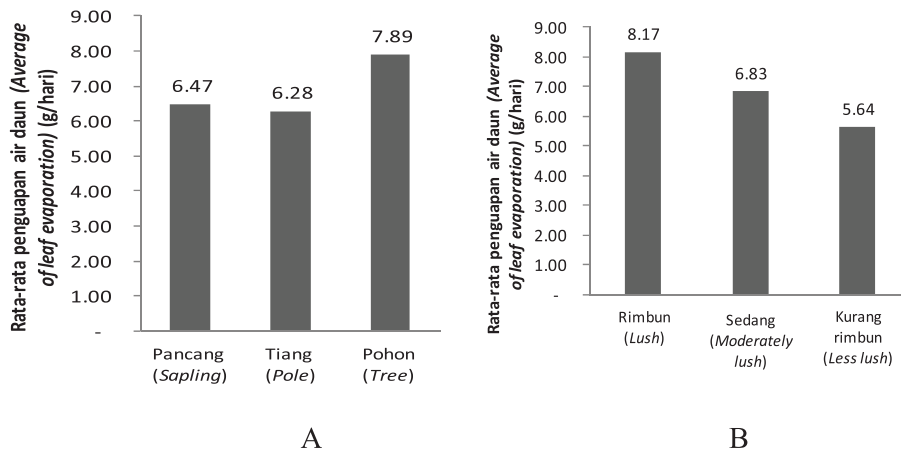 Rata-rata penguapan air daun (Average
of leaf evaporation) (g/hari)
9.00
8.00
7.00
6.00
5.00
4.00
3.00
2.00
1.00
-
6.47
6.28
7.89
Pancang
(Sapling)
Tiang
(Pole)
Pohon
(Tree)
A
Rata-rata penguapan air daun (Average
of leaf evaporation) (g/hari)
9.00
8.00
7.00
6.00
5.00
4.00
3.00
2.00
1.00
-
8.17
6.83
5.64
Rimbun
(Lush)
Sedang
(Moderately
lush)
Kurang
rimbun
(Less lush)
B